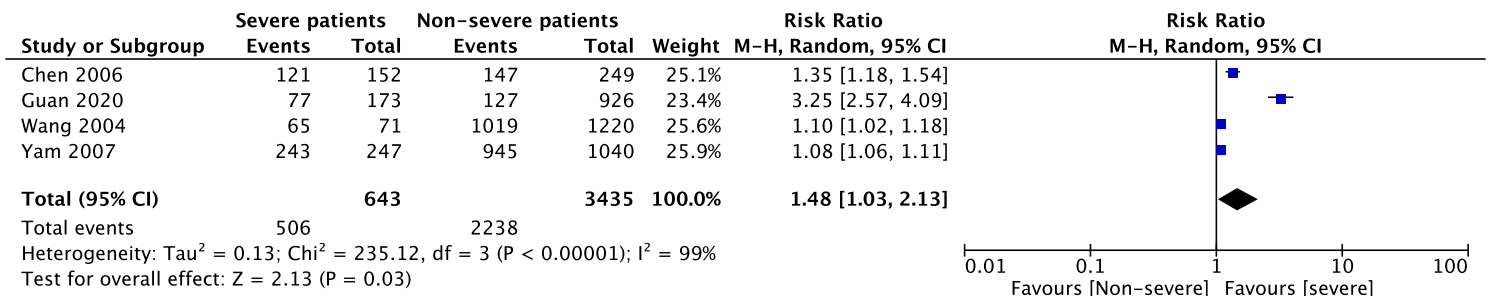 Severe patients Non-severe patients Risk Ratio Risk Ratio
Study or Subgroup Events Total Events Total Weight M-H, Random, 95% CI M-H, Random, 95% CI
Chen 2006 121 152 147 249 25.1% 1.35 [1.18, 1.54]
Guan 2020 77 173 127 926 23.4% 3.25 [2.57, 4.09]
Wang 2004 65 71 1019 1220 25.6% 1.10 [1.02, 1.18]
Yam 2007 243 247 945 1040 25.9% 1.08 [1.06, 1.11]
Total (95% CI) 643 3435 100.0% 1.48 [1.03, 2.13]
Total events 506 2238
Heterogeneity: Tau² = 0.13; Chi² = 235.12, df = 3 (P < 0.00001); I² = 99%
Test for overall effect: Z = 2.13 (P = 0.03)
0.01 0.1 1 10 100
Favours [Non-severe] Favours [severe]